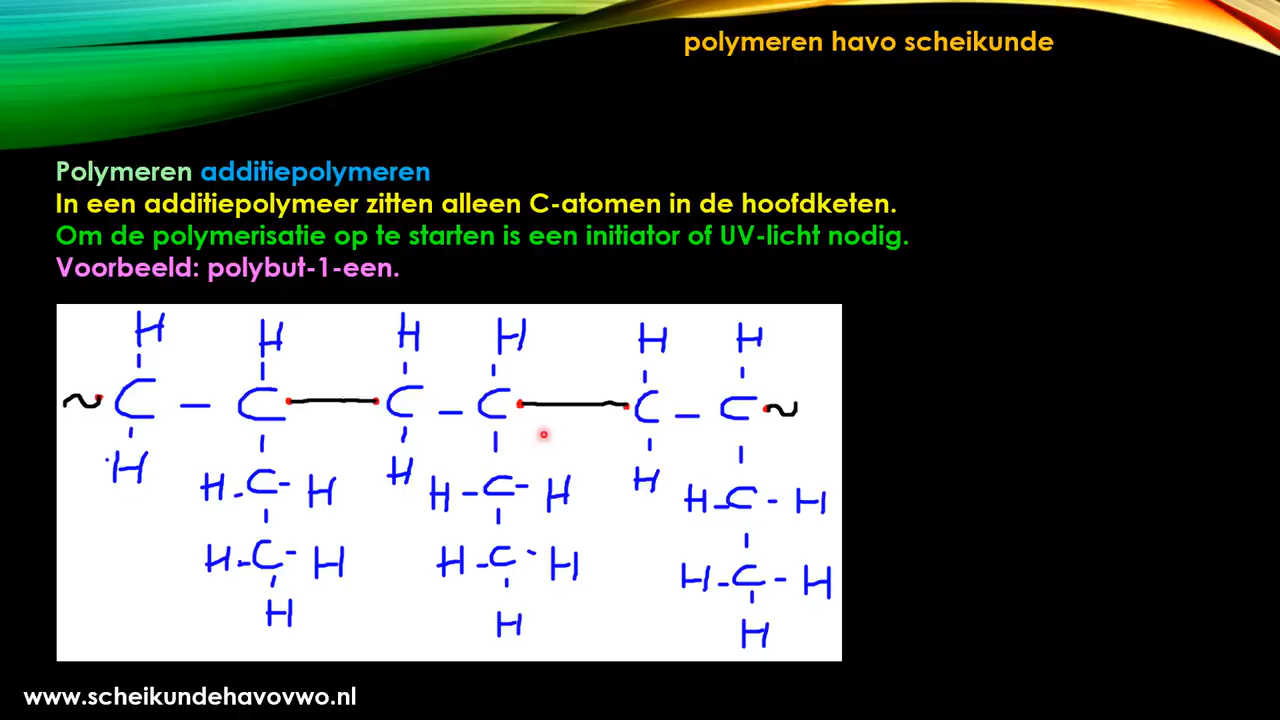 polymeren havo scheikunde
Polymeren additiepolymeren
In een additiepolymeer zitten alleen C-atomen in de hoofdketen.
Om de polymerisatie op te starten is een initiator of UV-licht nodig.
Voorbeeld: polybut-1-een.
H H H H H H
~ C - C — C - C — C - C ~
H H H
H - C - H H - C - H H - C - H
H - C - H H - C - H H - C - H
H H H
www.scheikundehavovwo.nl